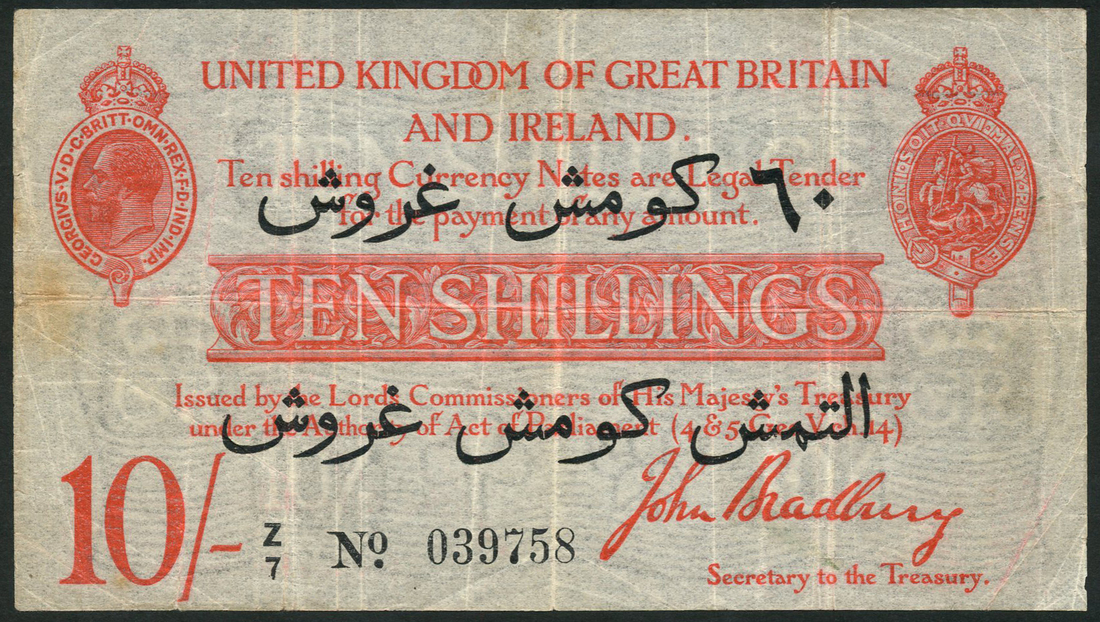 UNITED KINGDOM OF GREAT BRITAIN
AND IRELAND.
GEORGIVS·V·D·G·BRITT·OMN·REX·F·D·IND·IMP·
HONI·SOIT·QVI·MAL·Y·PENSE
Ten shilling Currency Notes are Legal Tender
for the payment of any amount.
٦٠ كومش غروش
TEN SHILLINGS
Issued by the Lords Commissioners of His Majesty's Treasury
under the Authority of Act of Parliament (4 & 5 Geo. V. ch. 14)
التمش كومش غروش
10/-
Z
7
Nº 039758
John Bradbury
Secretary to the Treasury.